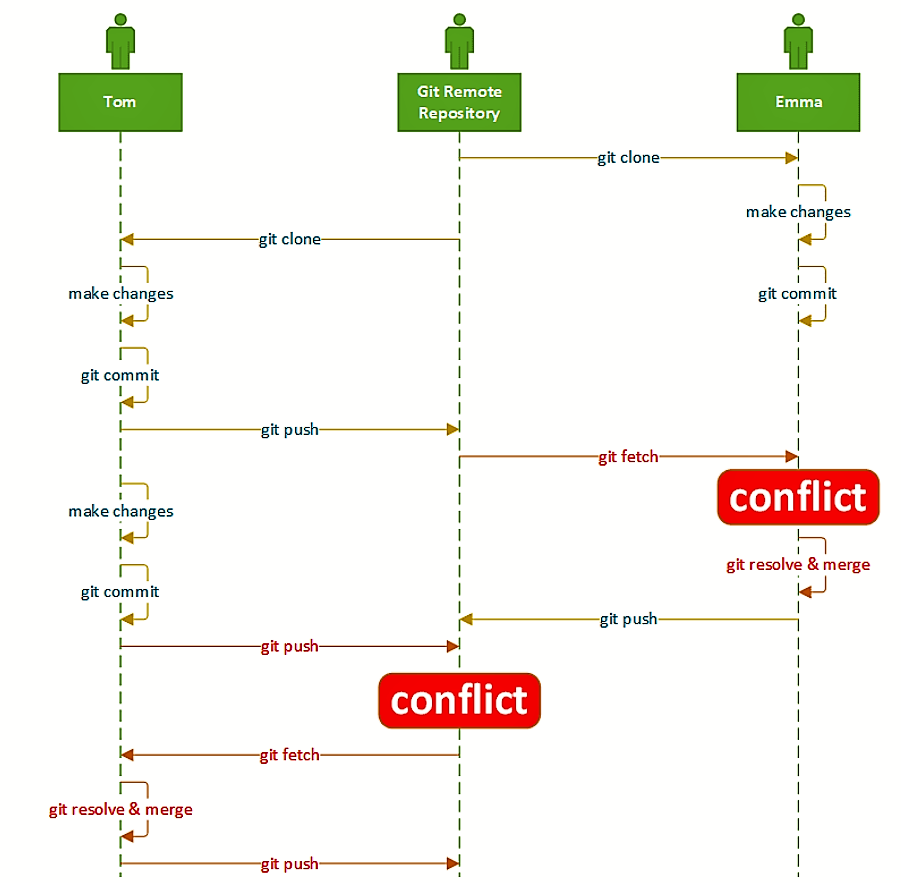 Tom
Git Remote
Repository
Emma
git clone
make changes
git clone
make changes
git commit
git commit
git push
git fetch
conflict
make changes
git resolve & merge
git commit
git push
git push
conflict
git fetch
git resolve & merge
git push